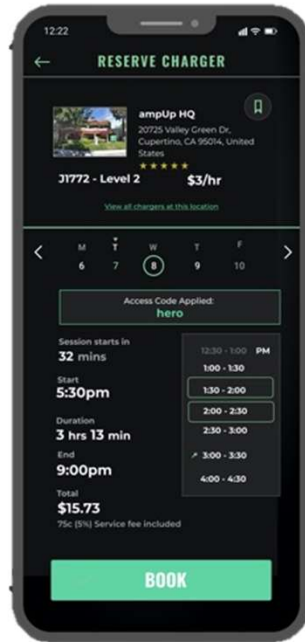 12:22
RESERVE CHARGER
ampUp HQ
20725 Valley Green Dr,
Cupertino, CA 95014, United
States
J1772 - Level 2 $3/hr
View all chargers at this location
M T W T F
6 7 8 9 10
Access Code Applied:
hero
Session starts in
32 mins
Start
5:30pm
Duration
3 hrs 13 min
End
9:00pm
Total
$15.73
75c (5%) Service fee included
12:30 - 1:00 PM
1:00 - 1:30
1:30 - 2:00
2:00 - 2:30
2:30 - 3:00
3:00 - 3:30
4:00 - 4:30
BOOK